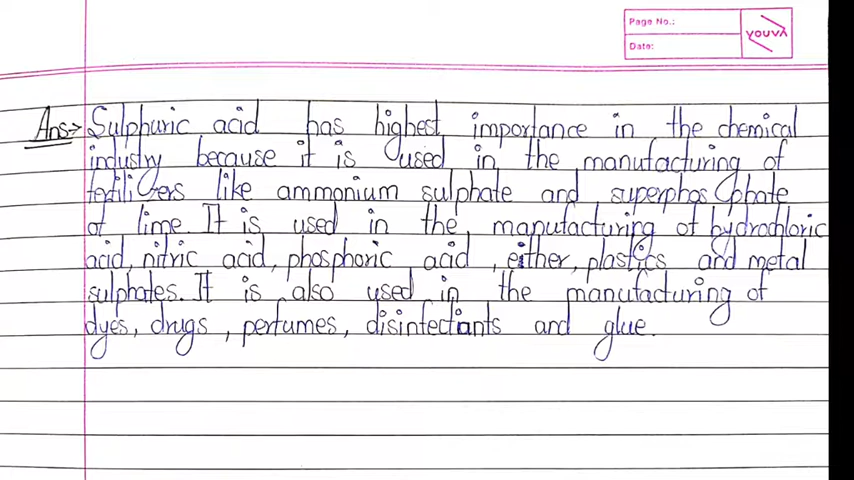 Page No.:
Date:
YOUVA
Ans:-> Sulphuric acid has highest importance in the chemical
industry because it is used in the manufacturing of
fertilizers like ammonium sulphate and superphosphate
of lime. It is used in the manufacturing of hydrochloric
acid, nitric acid, phosphoric acid, either, plastics and metal
sulphates. It is also used in the manufacturing of
dyes, drugs, perfumes, disinfectants and glue.